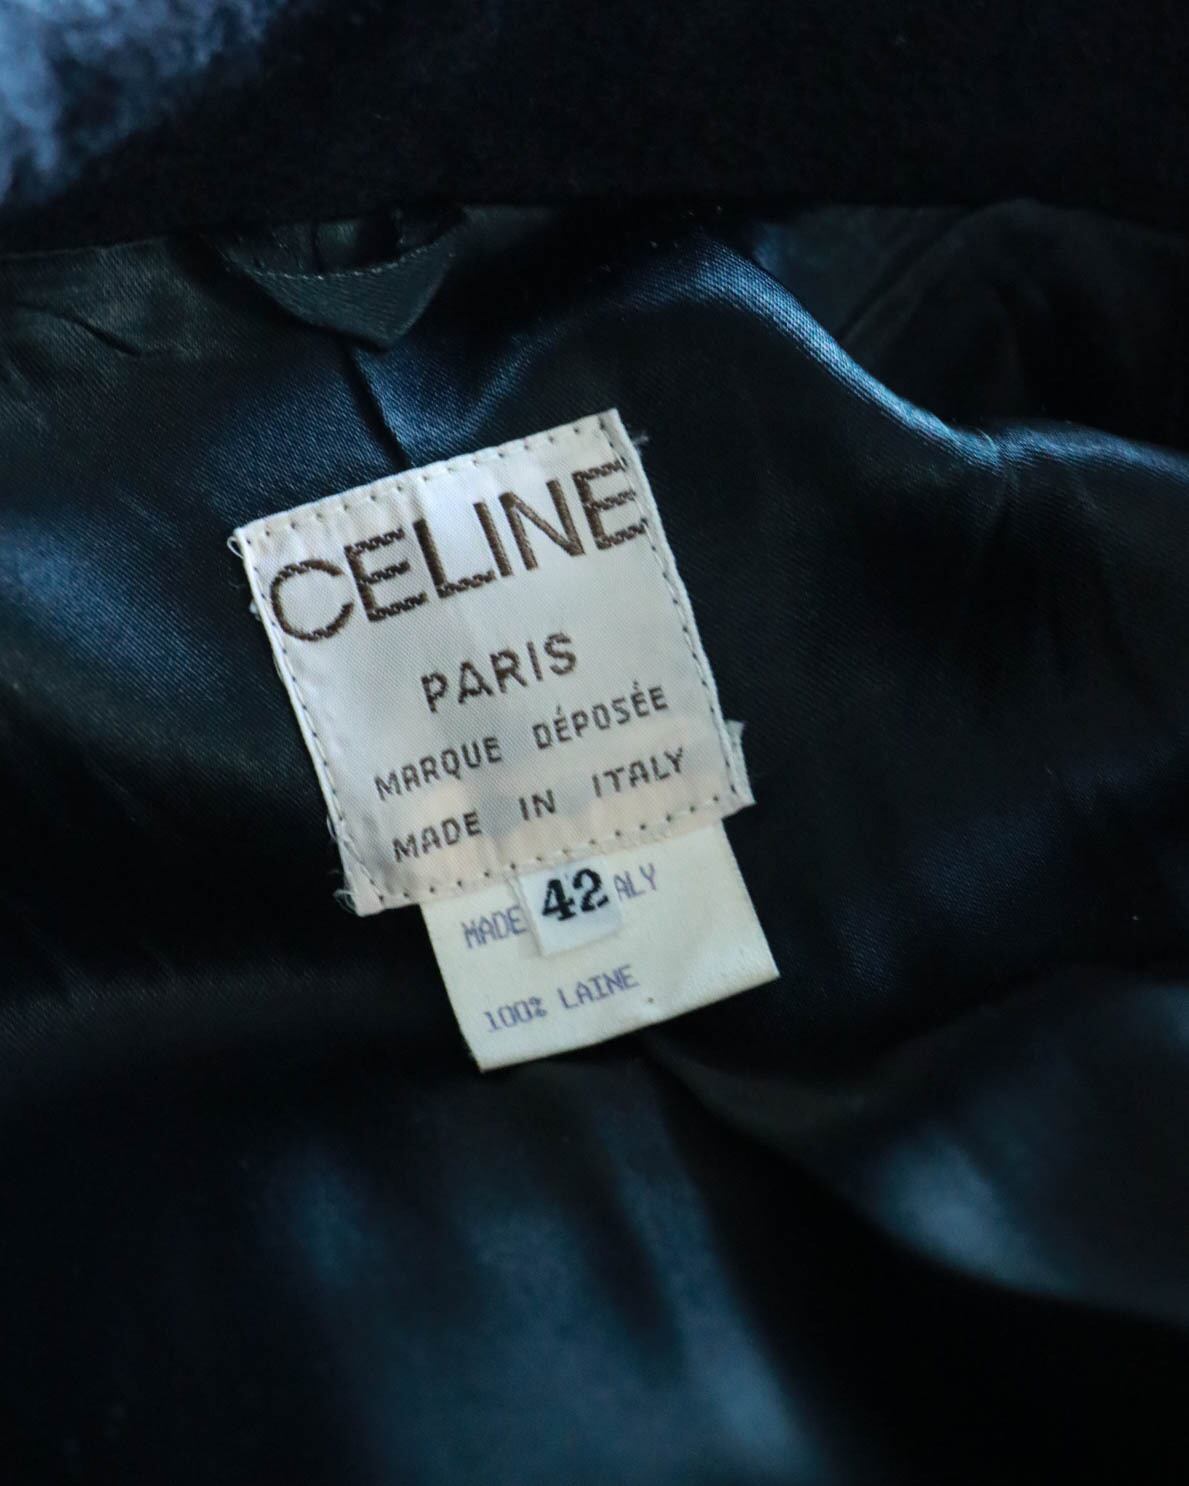 CELINE
PARIS
MARQUE DÉPOSÉE
MADE IN ITALY
MADE 42 ALY
100% LAINE